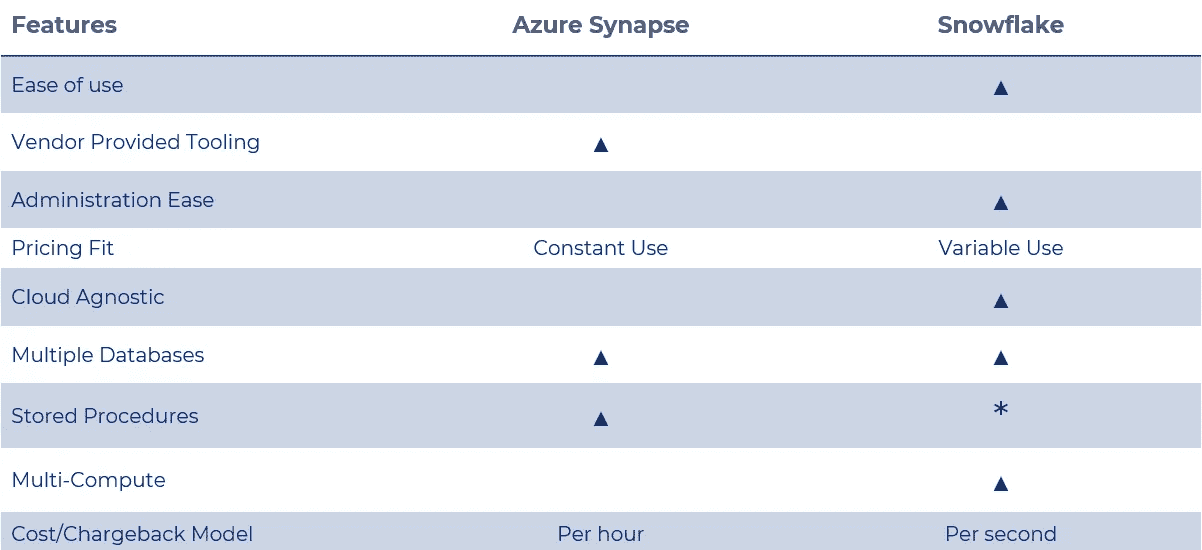 Features Azure Synapse Snowflake
Ease of use ▲
Vendor Provided Tooling ▲
Administration Ease ▲
Pricing Fit Constant Use Variable Use
Cloud Agnostic ▲
Multiple Databases ▲ ▲
Stored Procedures ▲ *
Multi-Compute ▲
Cost/Chargeback Model Per hour Per second